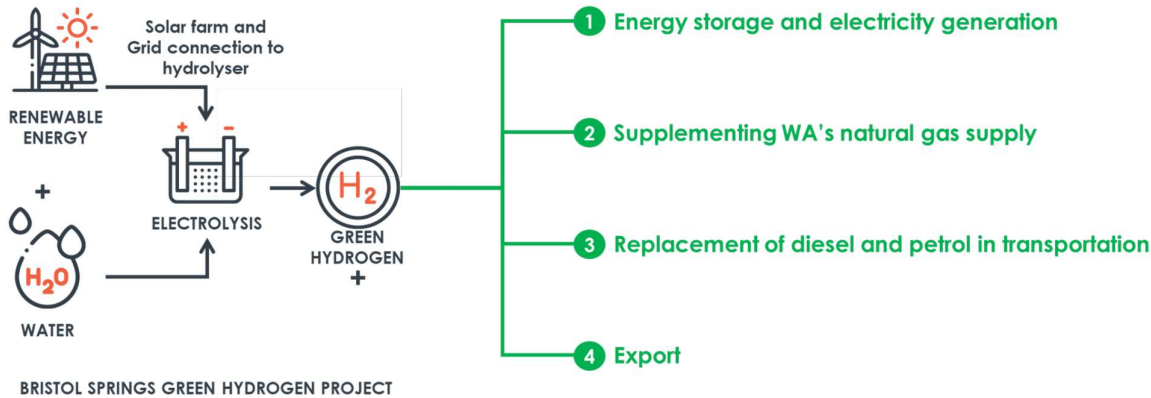 Solar farm and
Grid connection to
hydrolyser
RENEWABLE
ENERGY
+
H₂O
WATER
+ −
ELECTROLYSIS
H₂
GREEN
HYDROGEN
+
1 Energy storage and electricity generation
2 Supplementing WA's natural gas supply
3 Replacement of diesel and petrol in transportation
4 Export
BRISTOL SPRINGS GREEN HYDROGEN PROJECT